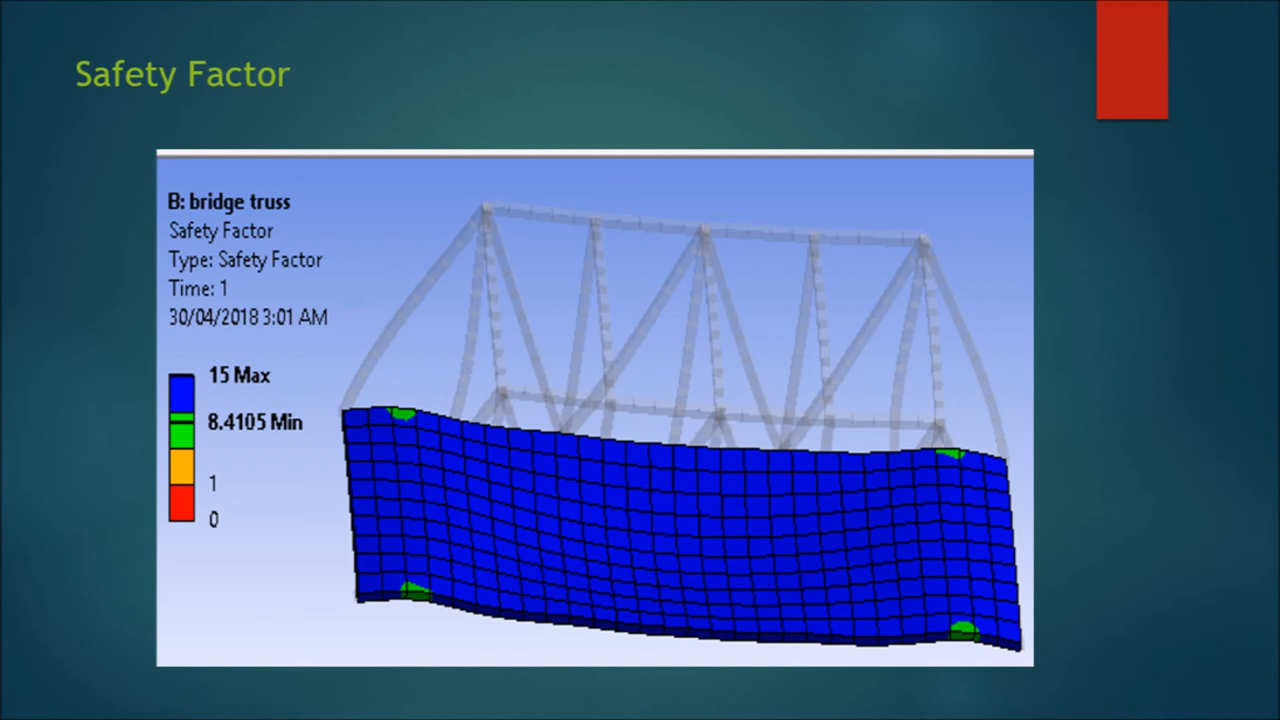 Safety Factor
B: bridge truss
Safety Factor
Type: Safety Factor
Time: 1
30/04/2018 3:01 AM
15 Max
8.4105 Min
1
0